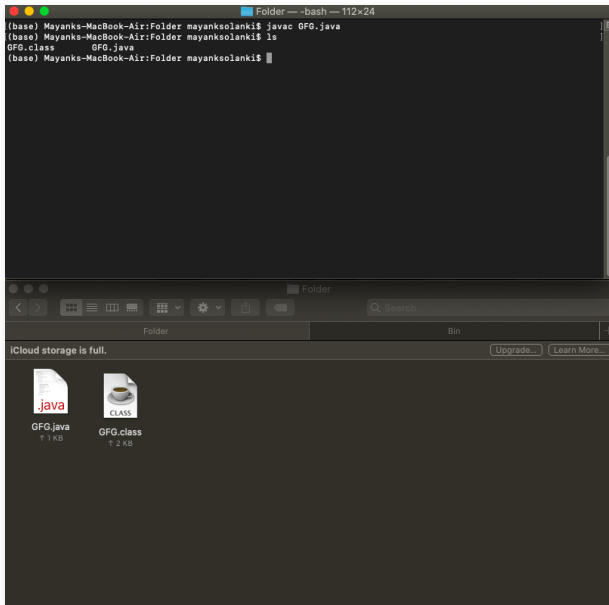 Folder — -bash — 112×24
[(base) Mayanks-MacBook-Air:Folder mayanksolanki$ javac GFG.java ]
[(base) Mayanks-MacBook-Air:Folder mayanksolanki$ ls ]
GFG.class GFG.java
(base) Mayanks-MacBook-Air:Folder mayanksolanki$
Folder
Search
Folder Bin
iCloud storage is full. Upgrade... Learn More...
.java CLASS
GFG.java GFG.class
↑ 1 KB ↑ 2 KB